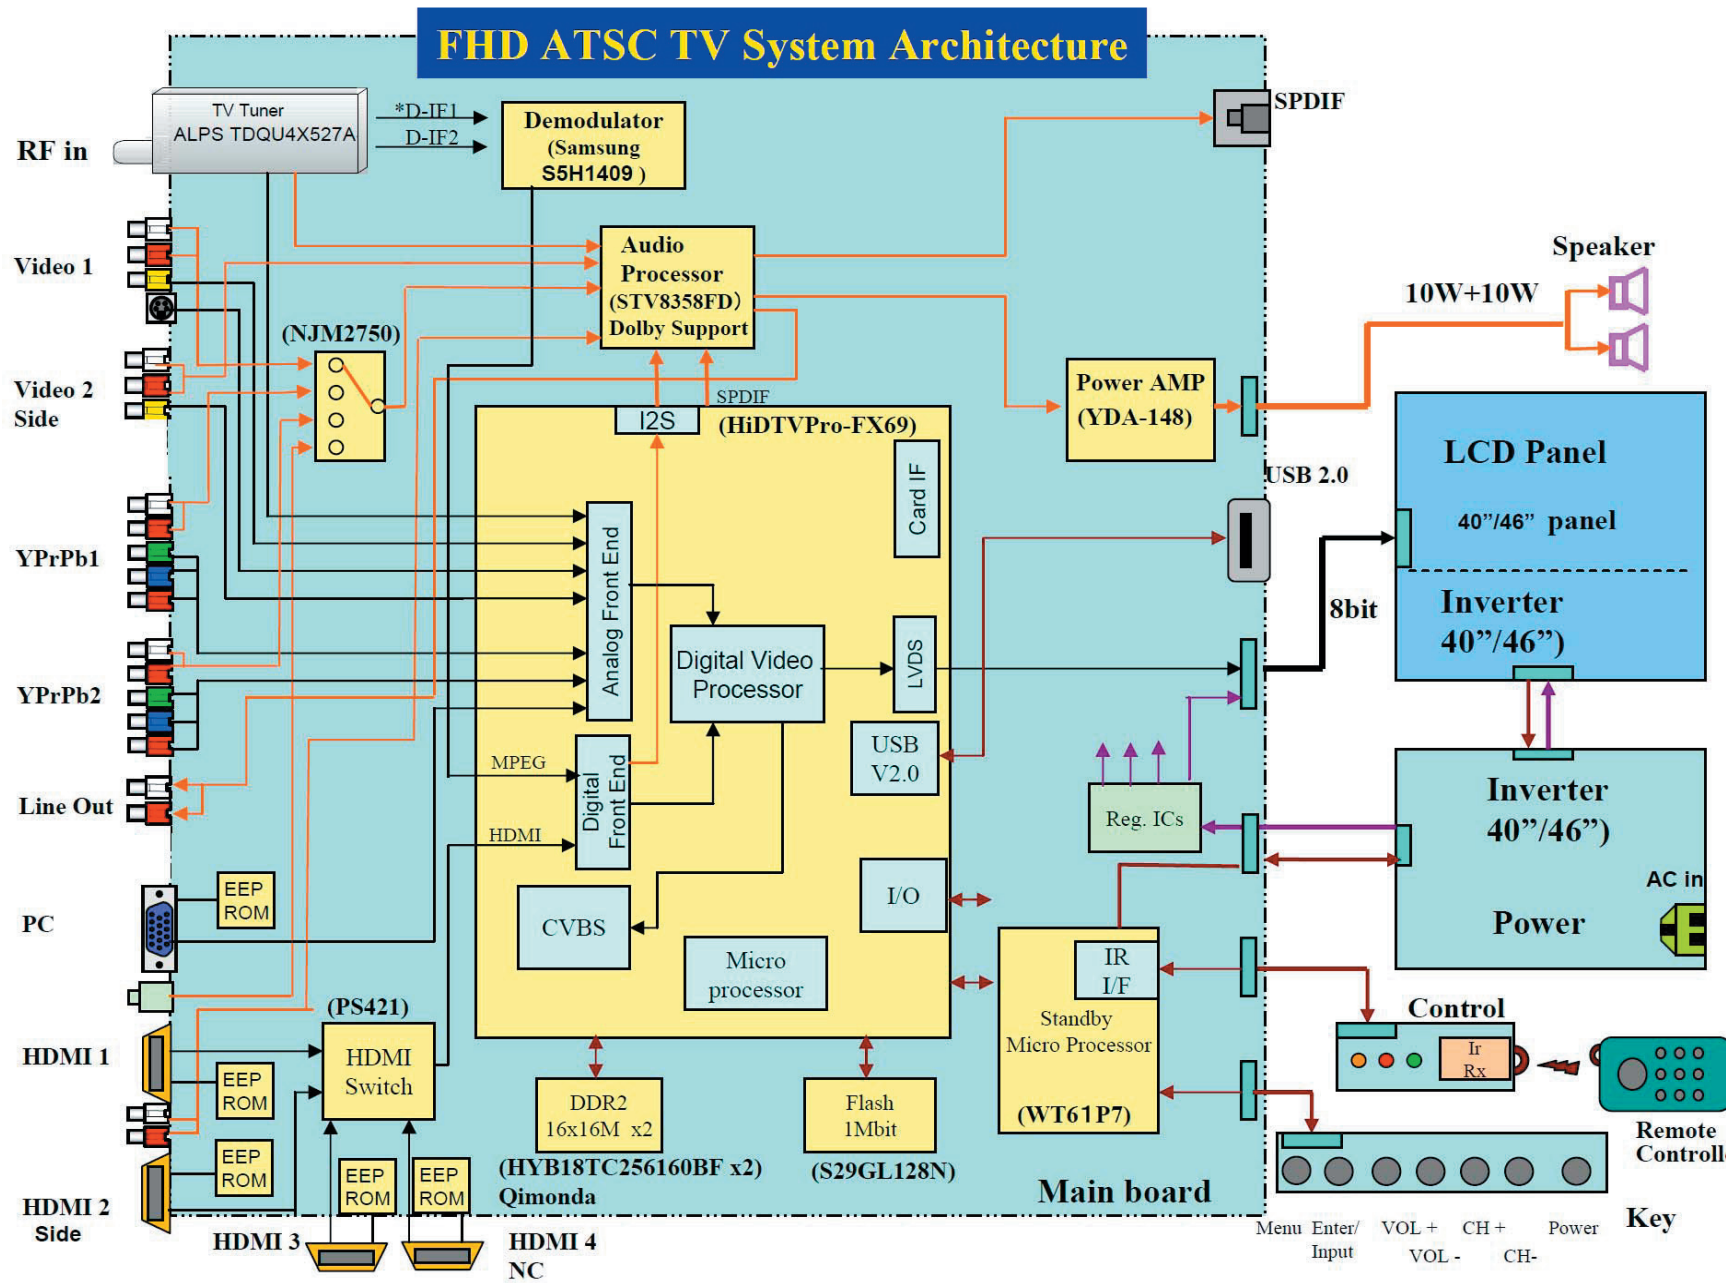 FHD ATSC TV System Architecture
TV Tuner
ALPS TDQU4X527A
RF in
*D-IF1
D-IF2
Demodulator
(Samsung
S5H1409 )
SPDIF
Video 1
Audio
Processor
(STV8358FD)
Dolby Support
Speaker
10W+10W
(NJM2750)
Video 2
Side
Power AMP
(YDA-148)
SPDIF
I2S
(HiDTVPro-FX69)
Card IF
USB 2.0
LCD Panel
40”/46” panel
Inverter
40”/46”)
8bit
YPrPb1
Analog Front End
Digital Video
Processor
LVDS
YPrPb2
MPEG
HDMI
Digital
Front End
USB
V2.0
Reg. ICs
Inverter
40”/46”)
AC in
Power
Line Out
I/O
CVBS
Micro
processor
EEP
ROM
PC
IR
I/F
Standby
Micro Processor
(WT61P7)
(PS421)
HDMI
Switch
HDMI 1
EEP
ROM
EEP
ROM
HDMI 2
Side
EEP
ROM
EEP
ROM
HDMI 3
HDMI 4
NC
DDR2
16x16M x2
(HYB18TC256160BF x2)
Qimonda
Flash
1Mbit
(S29GL128N)
Main board
Control
Ir
Rx
Remote
Controlle
Key
Menu
Enter/
Input
VOL +
VOL -
CH +
CH-
Power